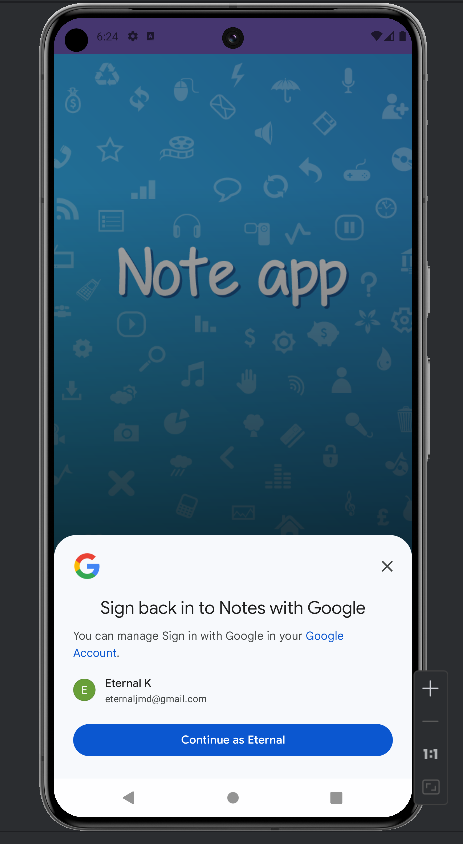 6:24
Note app
Sign back in to Notes with Google
You can manage Sign in with Google in your Google
Account.
E
Eternal K
eternaljmd@gmail.com
Continue as Eternal
1:1